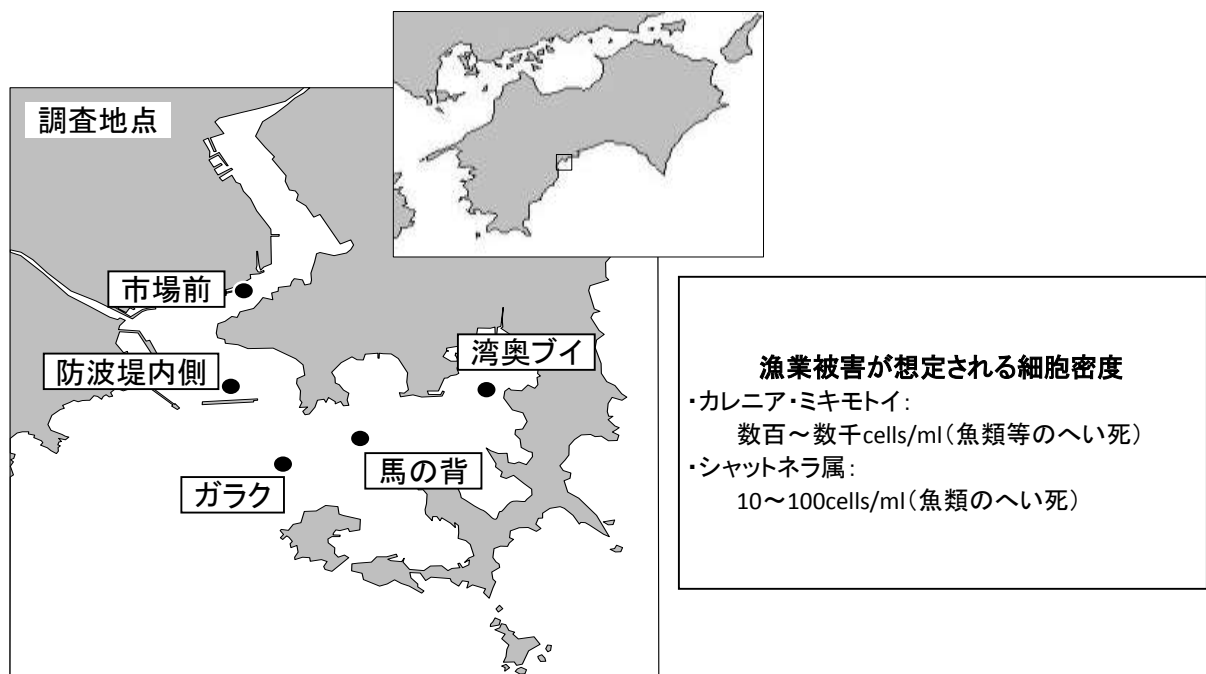 調査地点
市場前
湾奥ブイ
防波堤内側
馬の背
ガラク
漁業被害が想定される細胞密度
・カレニア・ミキモトイ：
数百～数千cells/ml（魚類等のへい死）
・シャットネラ属：
10～100cells/ml（魚類のへい死）